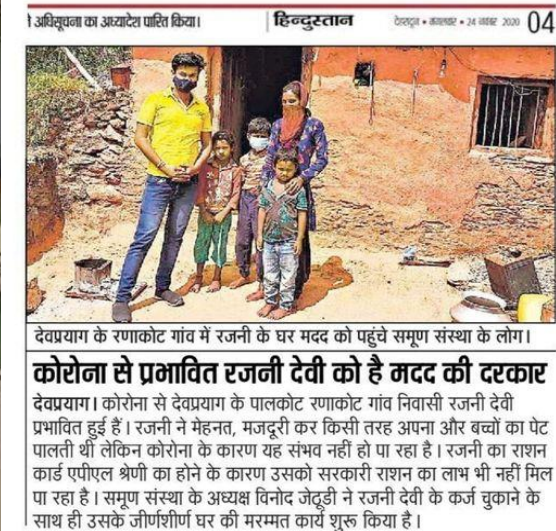 अधिसूचना का अध्यादेश पारित किया।
हिन्दुस्तान
देहरादून • मंगलवार • 24 नवंबर 2020
04
देवप्रयाग के रणाकोट गांव में रजनी के घर मदद को पहुंचे समूण संस्था के लोग।
कोरोना से प्रभावित रजनी देवी को है मदद की दरकार
देवप्रयाग। कोरोना से देवप्रयाग के पालकोट रणाकोट गांव निवासी रजनी देवी
प्रभावित हुई हैं। रजनी ने मेहनत, मजदूरी कर किसी तरह अपना और बच्चों का पेट
पालती थी लेकिन कोरोना के कारण यह संभव नहीं हो पा रहा है। रजनी का राशन
कार्ड एपीएल श्रेणी का होने के कारण उसको सरकारी राशन का लाभ भी नहीं मिल
पा रहा है। समूण संस्था के अध्यक्ष विनोद जेठूडी ने रजनी देवी के कर्ज चुकाने के
साथ ही उसके जीर्णशीर्ण घर की मरम्मत कार्य शुरू किया है।